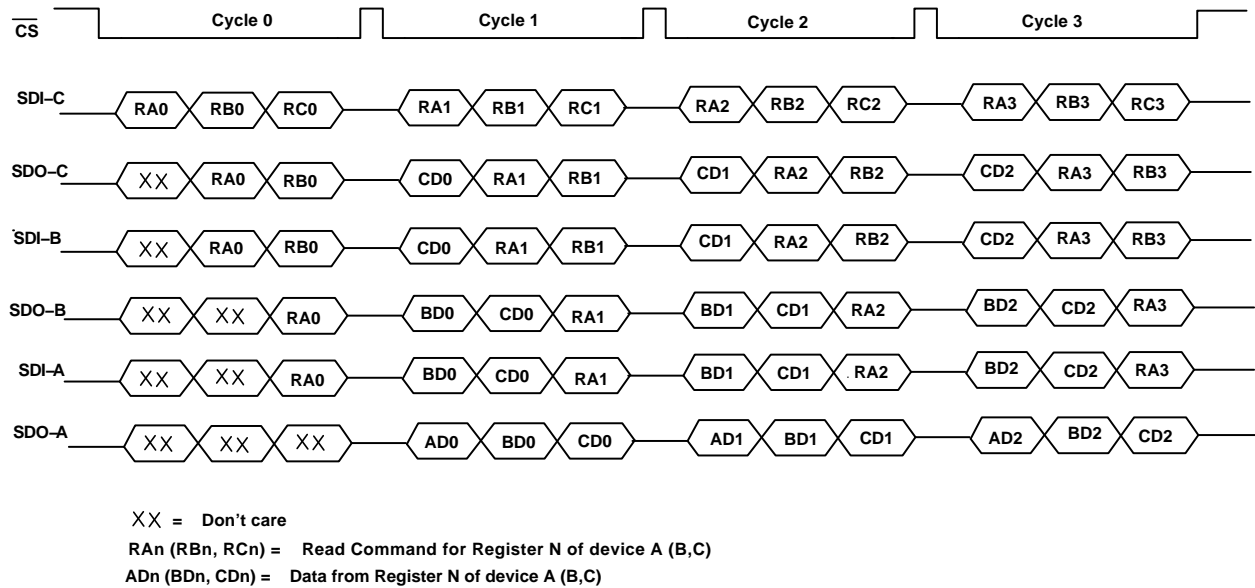 CS Cycle 0 Cycle 1 Cycle 2 Cycle 3
SDI–C RA0 RB0 RC0 RA1 RB1 RC1 RA2 RB2 RC2 RA3 RB3 RC3
SDO–C XX RA0 RB0 CD0 RA1 RB1 CD1 RA2 RB2 CD2 RA3 RB3
SDI–B XX RA0 RB0 CD0 RA1 RB1 CD1 RA2 RB2 CD2 RA3 RB3
SDO–B XX XX RA0 BD0 CD0 RA1 BD1 CD1 RA2 BD2 CD2 RA3
SDI–A XX XX RA0 BD0 CD0 RA1 BD1 CD1 RA2 BD2 CD2 RA3
SDO–A XX XX XX AD0 BD0 CD0 AD1 BD1 CD1 AD2 BD2 CD2
XX = Don't care
RAn (RBn, RCn) = Read Command for Register N of device A (B,C)
ADn (BDn, CDn) = Data from Register N of device A (B,C)